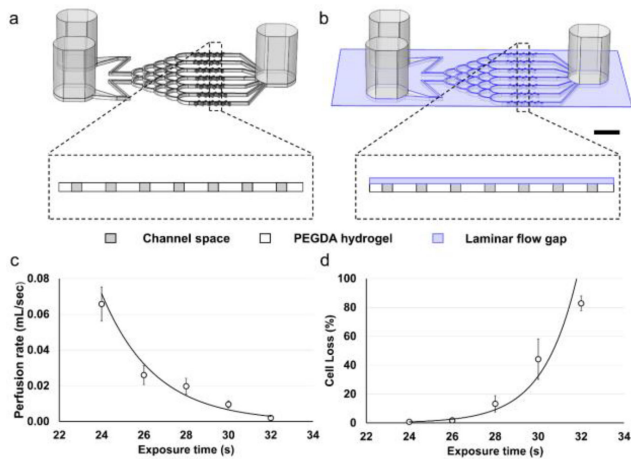 a
b
Channel space
PEGDA hydrogel
Laminar flow gap
c
Perfusion rate (mL/sec)
0.08
0.06
0.04
0.02
0.00
22
24
26
28
30
32
34
Exposure time (s)
d
Cell Loss (%)
100
80
60
40
20
0
22
24
26
28
30
32
34
Exposure time (s)